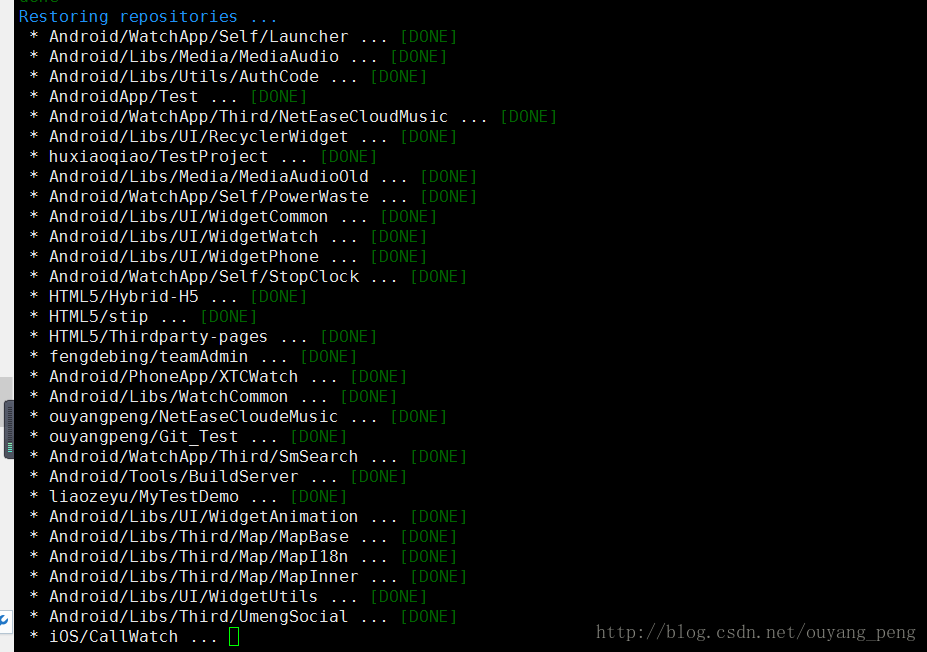 done
Restoring repositories ...
* Android/WatchApp/Self/Launcher ... [DONE]
* Android/Libs/Media/MediaAudio ... [DONE]
* Android/Libs/Utils/AuthCode ... [DONE]
* AndroidApp/Test ... [DONE]
* Android/WatchApp/Third/NetEaseCloudMusic ... [DONE]
* Android/Libs/UI/RecyclerWidget ... [DONE]
* huxiaoqiao/TestProject ... [DONE]
* Android/Libs/Media/MediaAudioOld ... [DONE]
* Android/WatchApp/Self/PowerWaste ... [DONE]
* Android/Libs/UI/WidgetCommon ... [DONE]
* Android/Libs/UI/WidgetWatch ... [DONE]
* Android/Libs/UI/WidgetPhone ... [DONE]
* Android/WatchApp/Self/StopClock ... [DONE]
* HTML5/Hybrid-H5 ... [DONE]
* HTML5/stip ... [DONE]
* HTML5/Thirdparty-pages ... [DONE]
* fengdebing/teamAdmin ... [DONE]
* Android/PhoneApp/XTCWatch ... [DONE]
* Android/Libs/WatchCommon ... [DONE]
* ouyangpeng/NetEaseCloudeMusic ... [DONE]
* ouyangpeng/Git_Test ... [DONE]
* Android/WatchApp/Third/SmSearch ... [DONE]
* Android/Tools/BuildServer ... [DONE]
* liaozeyu/MyTestDemo ... [DONE]
* Android/Libs/UI/WidgetAnimation ... [DONE]
* Android/Libs/Third/Map/MapBase ... [DONE]
* Android/Libs/Third/Map/MapI18n ... [DONE]
* Android/Libs/Third/Map/MapInner ... [DONE]
* Android/Libs/UI/WidgetUtils ... [DONE]
* Android/Libs/Third/UmengSocial ... [DONE]
* iOS/CallWatch ...
http://blog.csdn.net/ouyang_peng